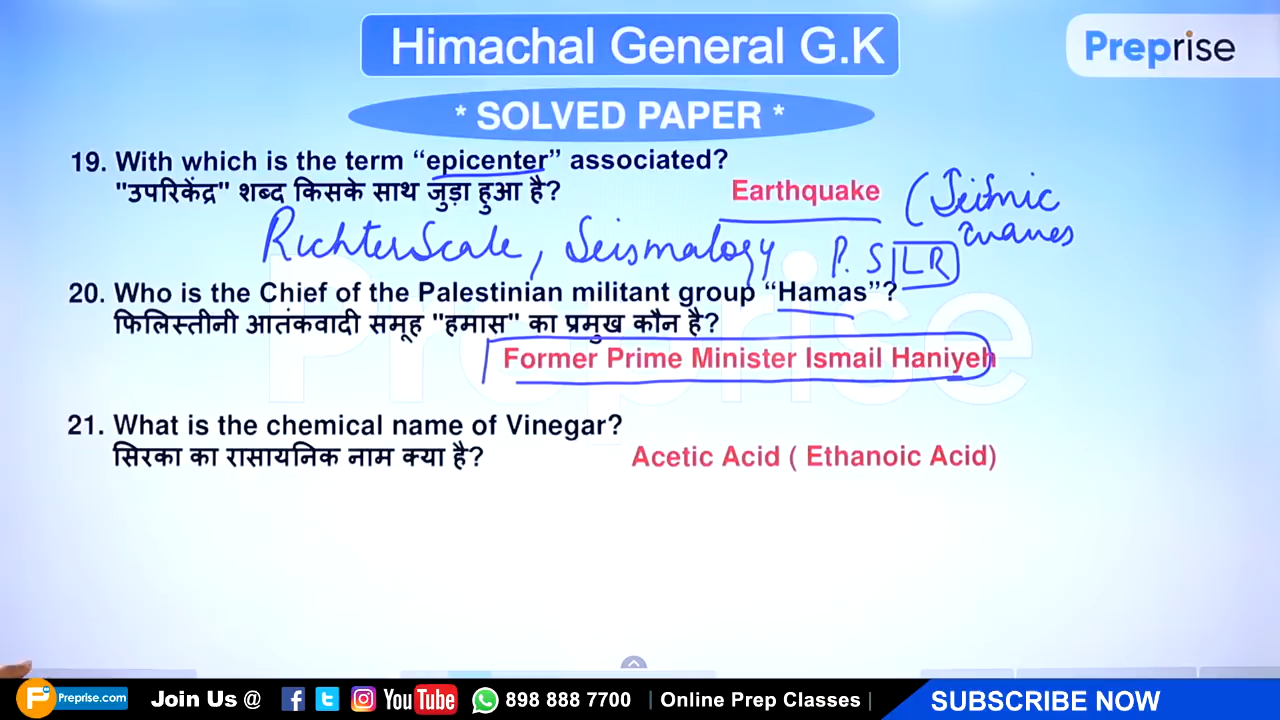 Himachal General G.K
Preprise
* SOLVED PAPER *
19. With which is the term “epicenter” associated?
"उपरिकेंद्र" शब्द किसके साथ जुड़ा हुआ है?
Earthquake
(Seismic
waves
RichterScale, Seismology P. S LR
20. Who is the Chief of the Palestinian militant group “Hamas”?
फिलिस्तीनी आतंकवादी समूह "हमास" का प्रमुख कौन है?
Former Prime Minister Ismail Haniyeh
21. What is the chemical name of Vinegar?
सिरका का रासायनिक नाम क्या है?
Acetic Acid ( Ethanoic Acid)
Preprise
Preprise.com Join Us @ YouTube 898 888 7700 | Online Prep Classes | SUBSCRIBE NOW